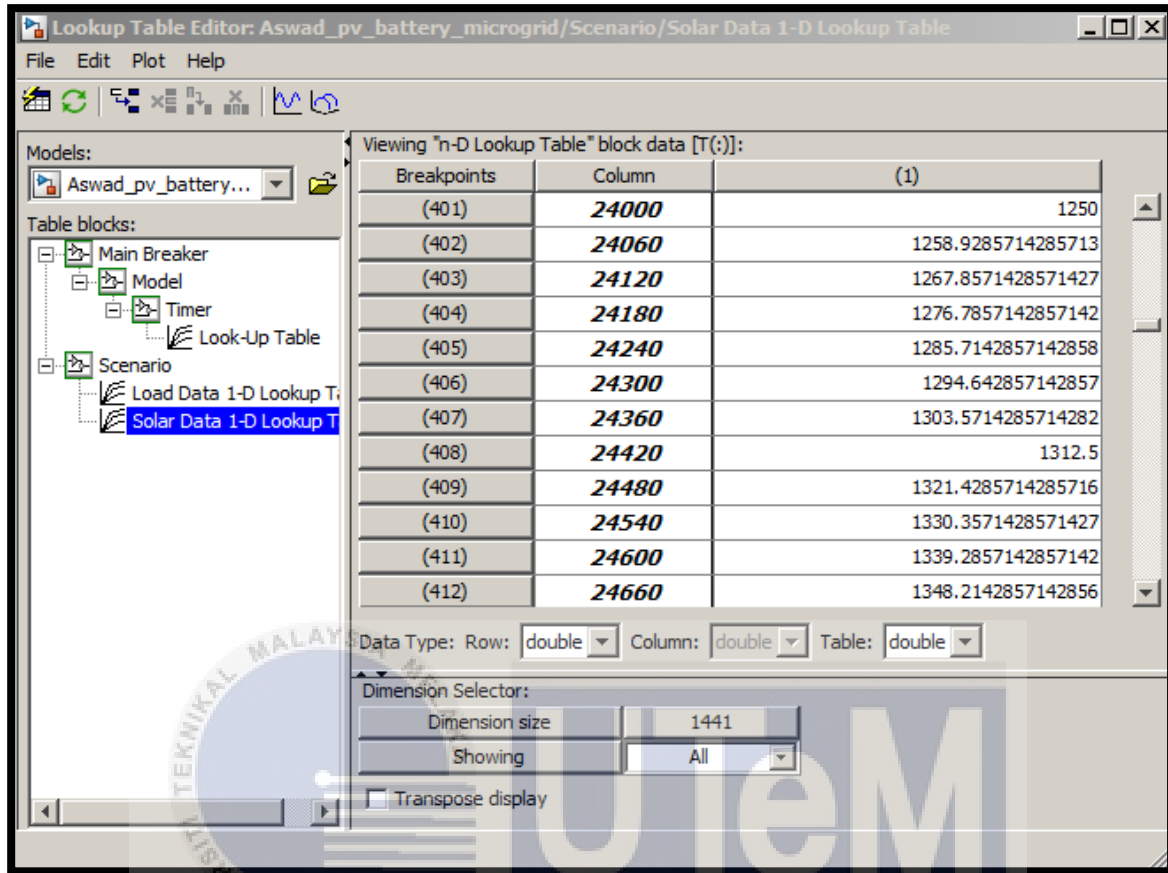 Lookup Table Editor: Aswad_pv_battery_microgrid/Scenario/Solar Data 1-D Lookup Table
File Edit Plot Help
Models:
Aswad_pv_battery...
Table blocks:
Main Breaker
Model
Timer
Look-Up Table
Scenario
Load Data 1-D Lookup T
Solar Data 1-D Lookup T
Viewing "n-D Lookup Table" block data [T(:)]:
Breakpoints Column (1)
(401) 24000 1250
(402) 24060 1258.9285714285713
(403) 24120 1267.8571428571427
(404) 24180 1276.7857142857142
(405) 24240 1285.7142857142858
(406) 24300 1294.642857142857
(407) 24360 1303.5714285714282
(408) 24420 1312.5
(409) 24480 1321.4285714285716
(410) 24540 1330.3571428571427
(411) 24600 1339.2857142857142
(412) 24660 1348.2142857142856
Data Type: Row: double Column: double Table: double
Dimension Selector:
Dimension size 1441
Showing All
Transpose display
TEKNIKAL MALAYSIA
UTeM